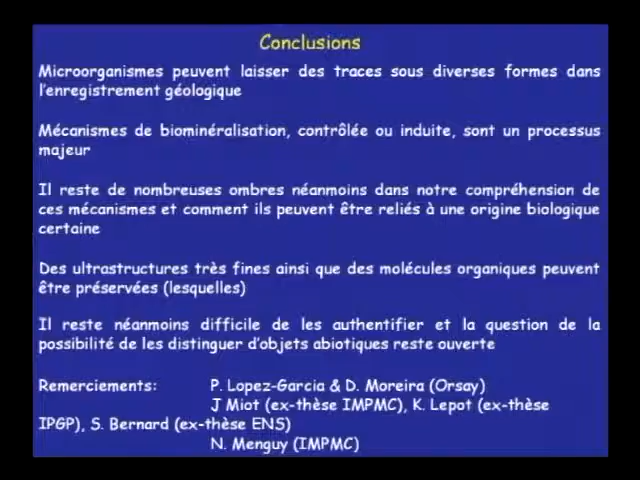 Conclusions
Microorganismes peuvent laisser des traces sous diverses formes dans
l'enregistrement géologique
Mécanismes de biominéralisation, contrôlée ou induite, sont un processus
majeur
Il reste de nombreuses ombres néanmoins dans notre compréhension de
ces mécanismes et comment ils peuvent être reliés à une origine biologique
certaine
Des ultrastructures très fines ainsi que des molécules organiques peuvent
être préservées (lesquelles)
Il reste néanmoins difficile de les authentifier et la question de la
possibilité de les distinguer d'objets abiotiques reste ouverte
Remerciements: P. Lopez-Garcia & D. Moreira (Orsay)
J Miot (ex-thèse IMPMC), K. Lepot (ex-thèse
IPGP), S. Bernard (ex-thèse ENS)
N. Menguy (IMPMC)